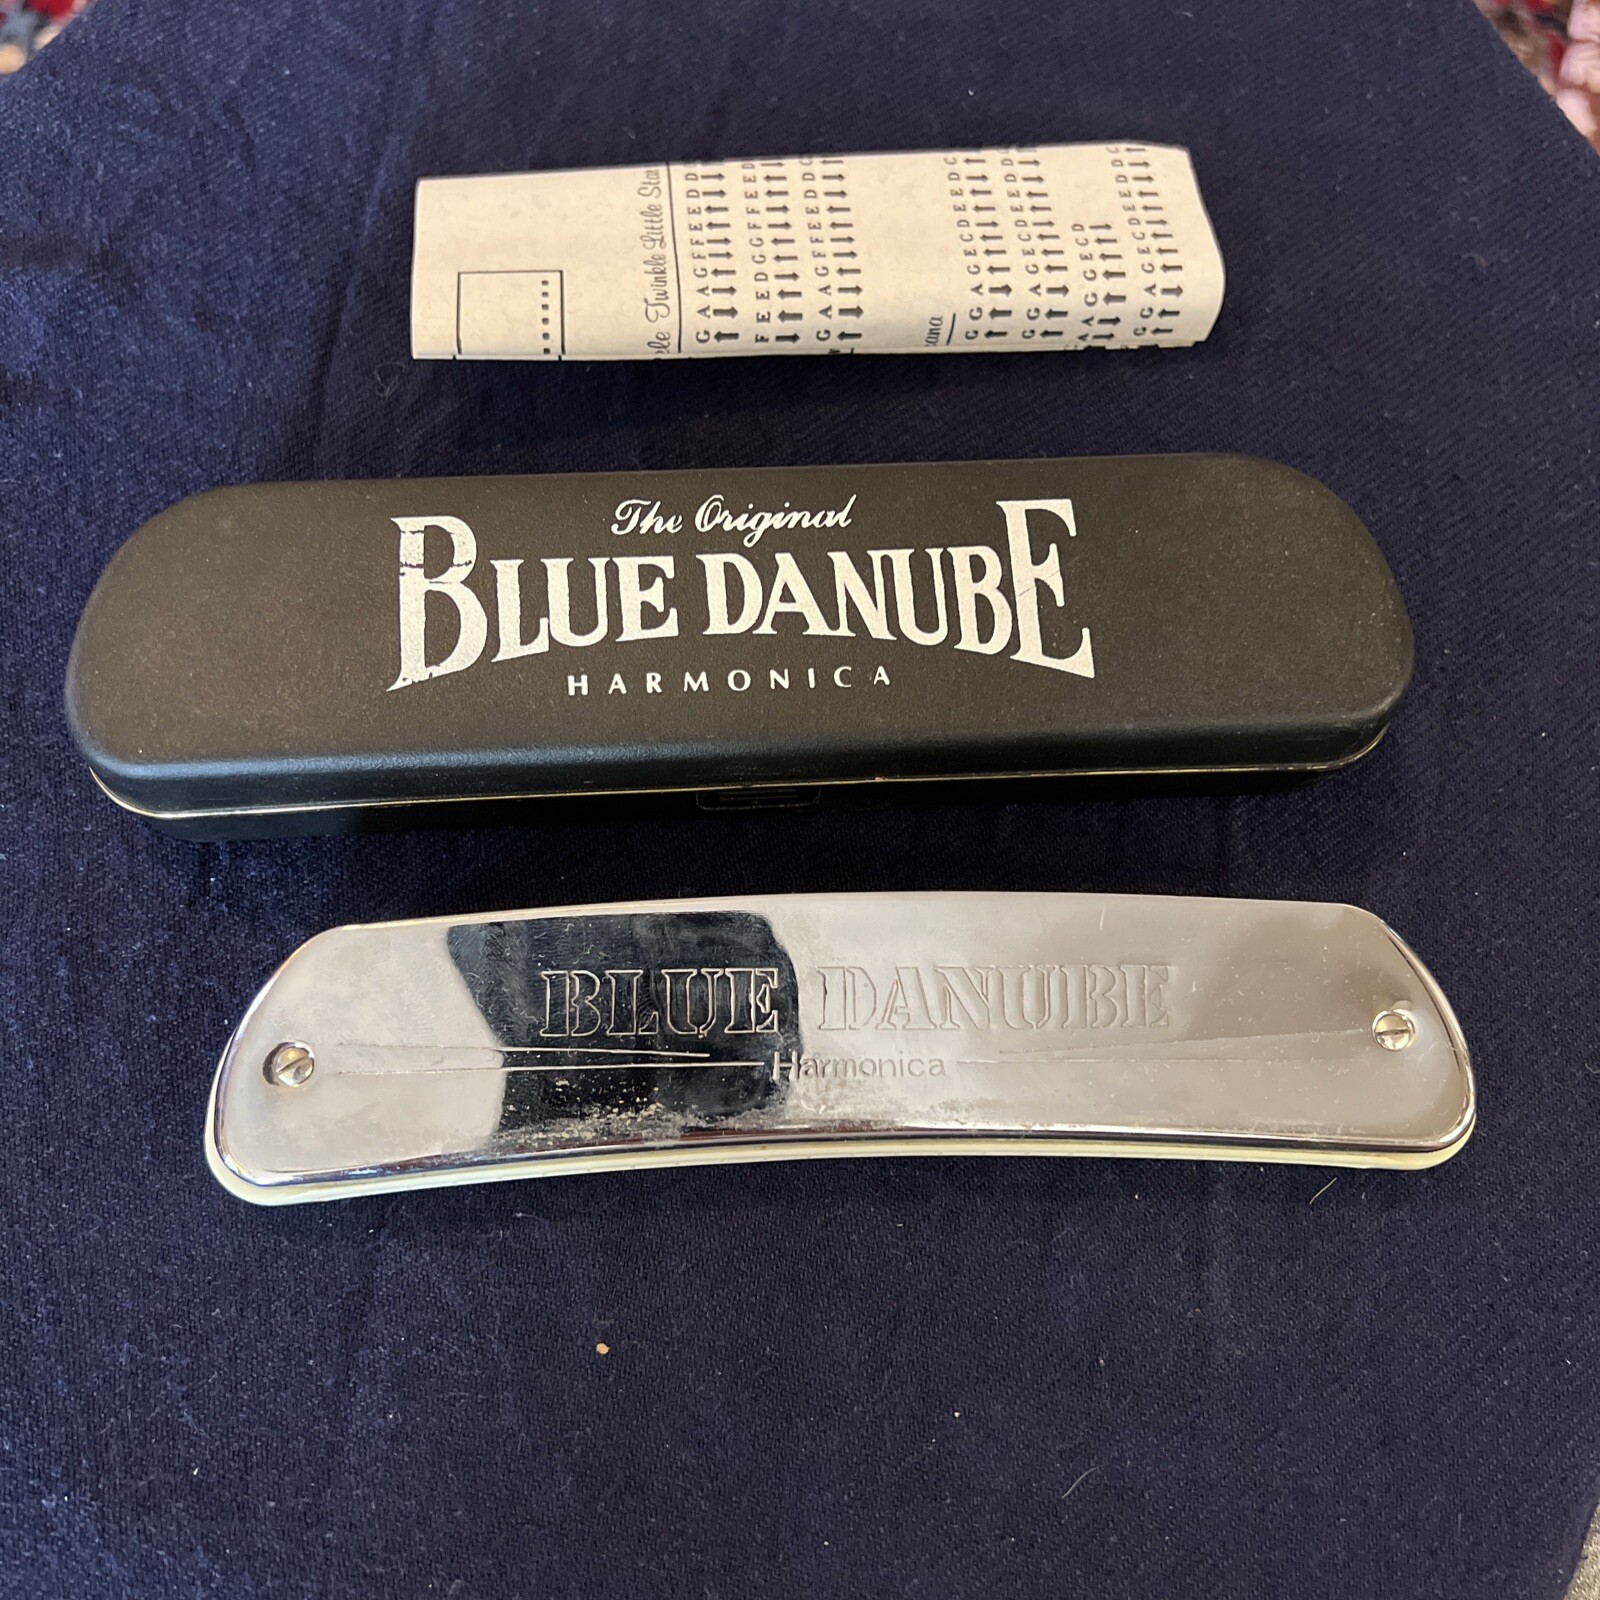 Twinkle Little Star
G A A G F F E E D D
F E E D G G F F E E D
G A A G F F E E D D C
G G A G E C D E E D C
G G A G E C D E E D D
A A G G E C D
G G A G E C D E E D D C
The Original
BLUE DANUBE
HARMONICA
BLUE DANUBE
Harmonica